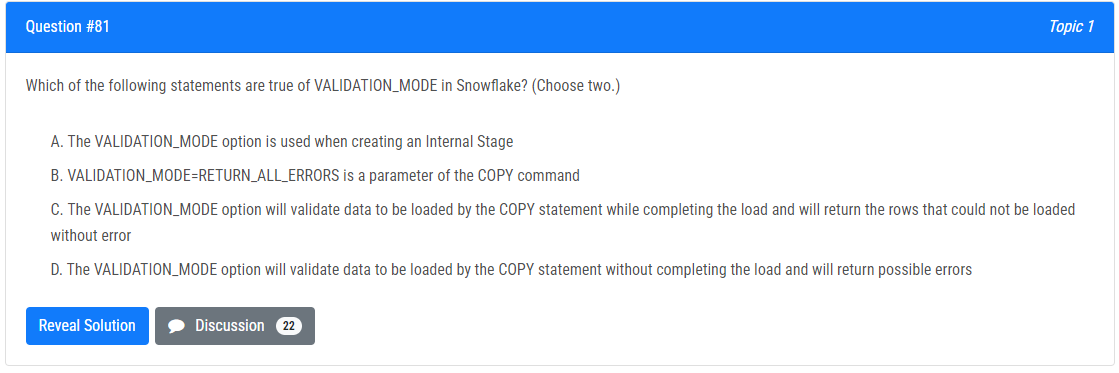 Question #81
Topic 1
Which of the following statements are true of VALIDATION_MODE in Snowflake? (Choose two.)
A. The VALIDATION_MODE option is used when creating an Internal Stage
B. VALIDATION_MODE=RETURN_ALL_ERRORS is a parameter of the COPY command
C. The VALIDATION_MODE option will validate data to be loaded by the COPY statement while completing the load and will return the rows that could not be loaded
without error
D. The VALIDATION_MODE option will validate data to be loaded by the COPY statement without completing the load and will return possible errors
Reveal Solution
Discussion 22